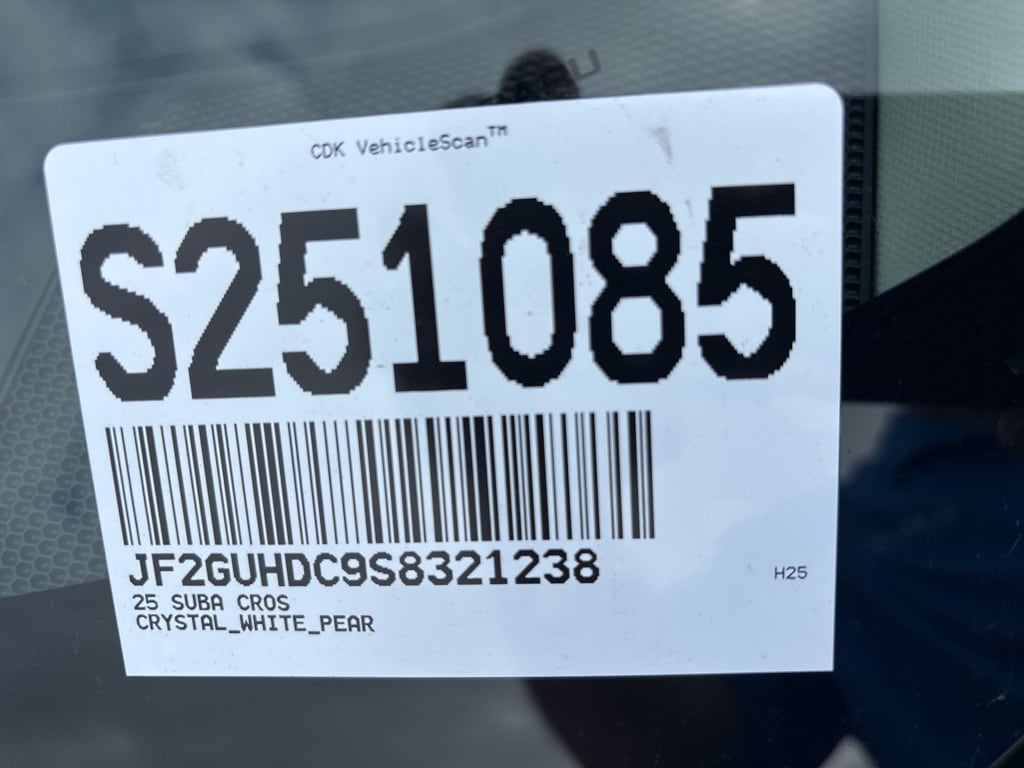 CDK VehicleScan™
S251085
JF2GUHDC9S8321238
H25
25 SUBA CROS
CRYSTAL_WHITE_PEAR